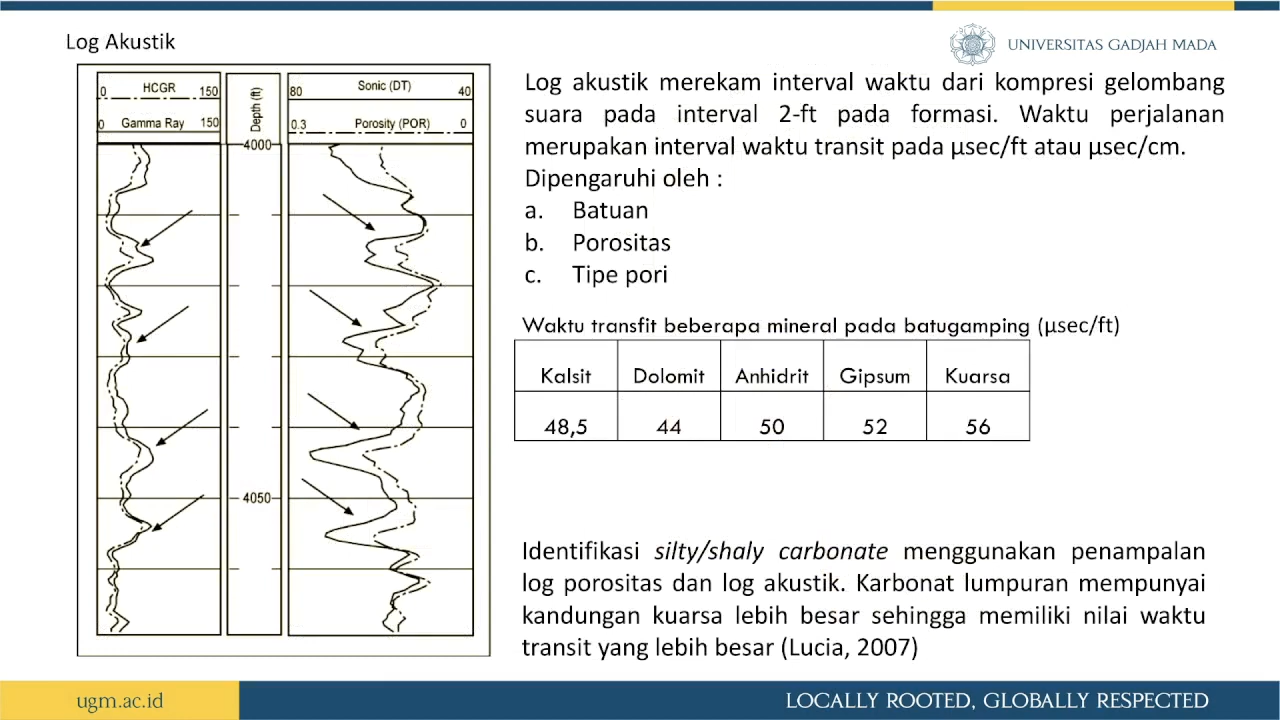 Log Akustik
UNIVERSITAS GADJAH MADA
0 HCGR 150
0 Gamma Ray 150
Depth (ft)
80 Sonic (DT) 40
0.3 Porosity (POR) 0
4000
4050
Log akustik merekam interval waktu dari kompresi gelombang
suara pada interval 2-ft pada formasi. Waktu perjalanan
merupakan interval waktu transit pada µsec/ft atau µsec/cm.
Dipengaruhi oleh :
a. Batuan
b. Porositas
c. Tipe pori
Waktu transfit beberapa mineral pada batugamping (µsec/ft)
Kalsit Dolomit Anhidrit Gipsum Kuarsa
48,5 44 50 52 56
Identifikasi silty/shaly carbonate menggunakan penampalan
log porositas dan log akustik. Karbonat lumpuran mempunyai
kandungan kuarsa lebih besar sehingga memiliki nilai waktu
transit yang lebih besar (Lucia, 2007)
ugm.ac.id
LOCALLY ROOTED, GLOBALLY RESPECTED